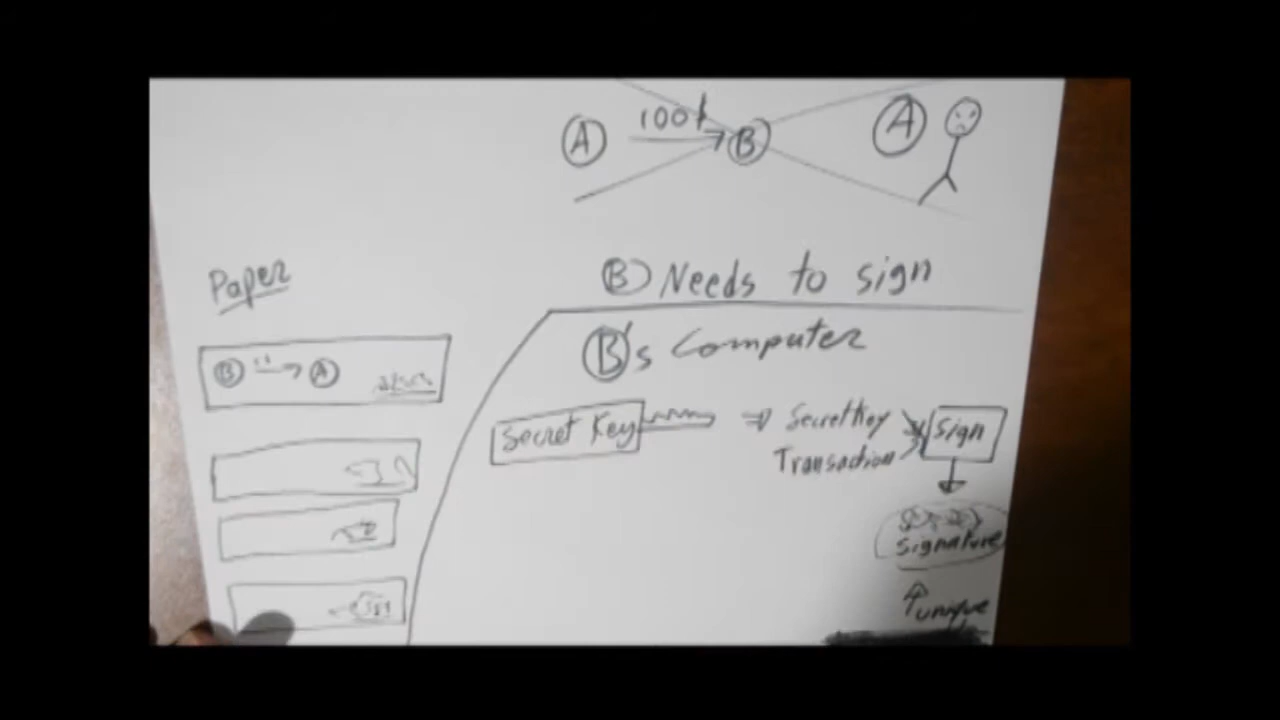 A 100$ B A
Paper
B Needs to sign
B's Computer
B A
Secret Key
Secret Key
Transaction
Sign
signature
unique